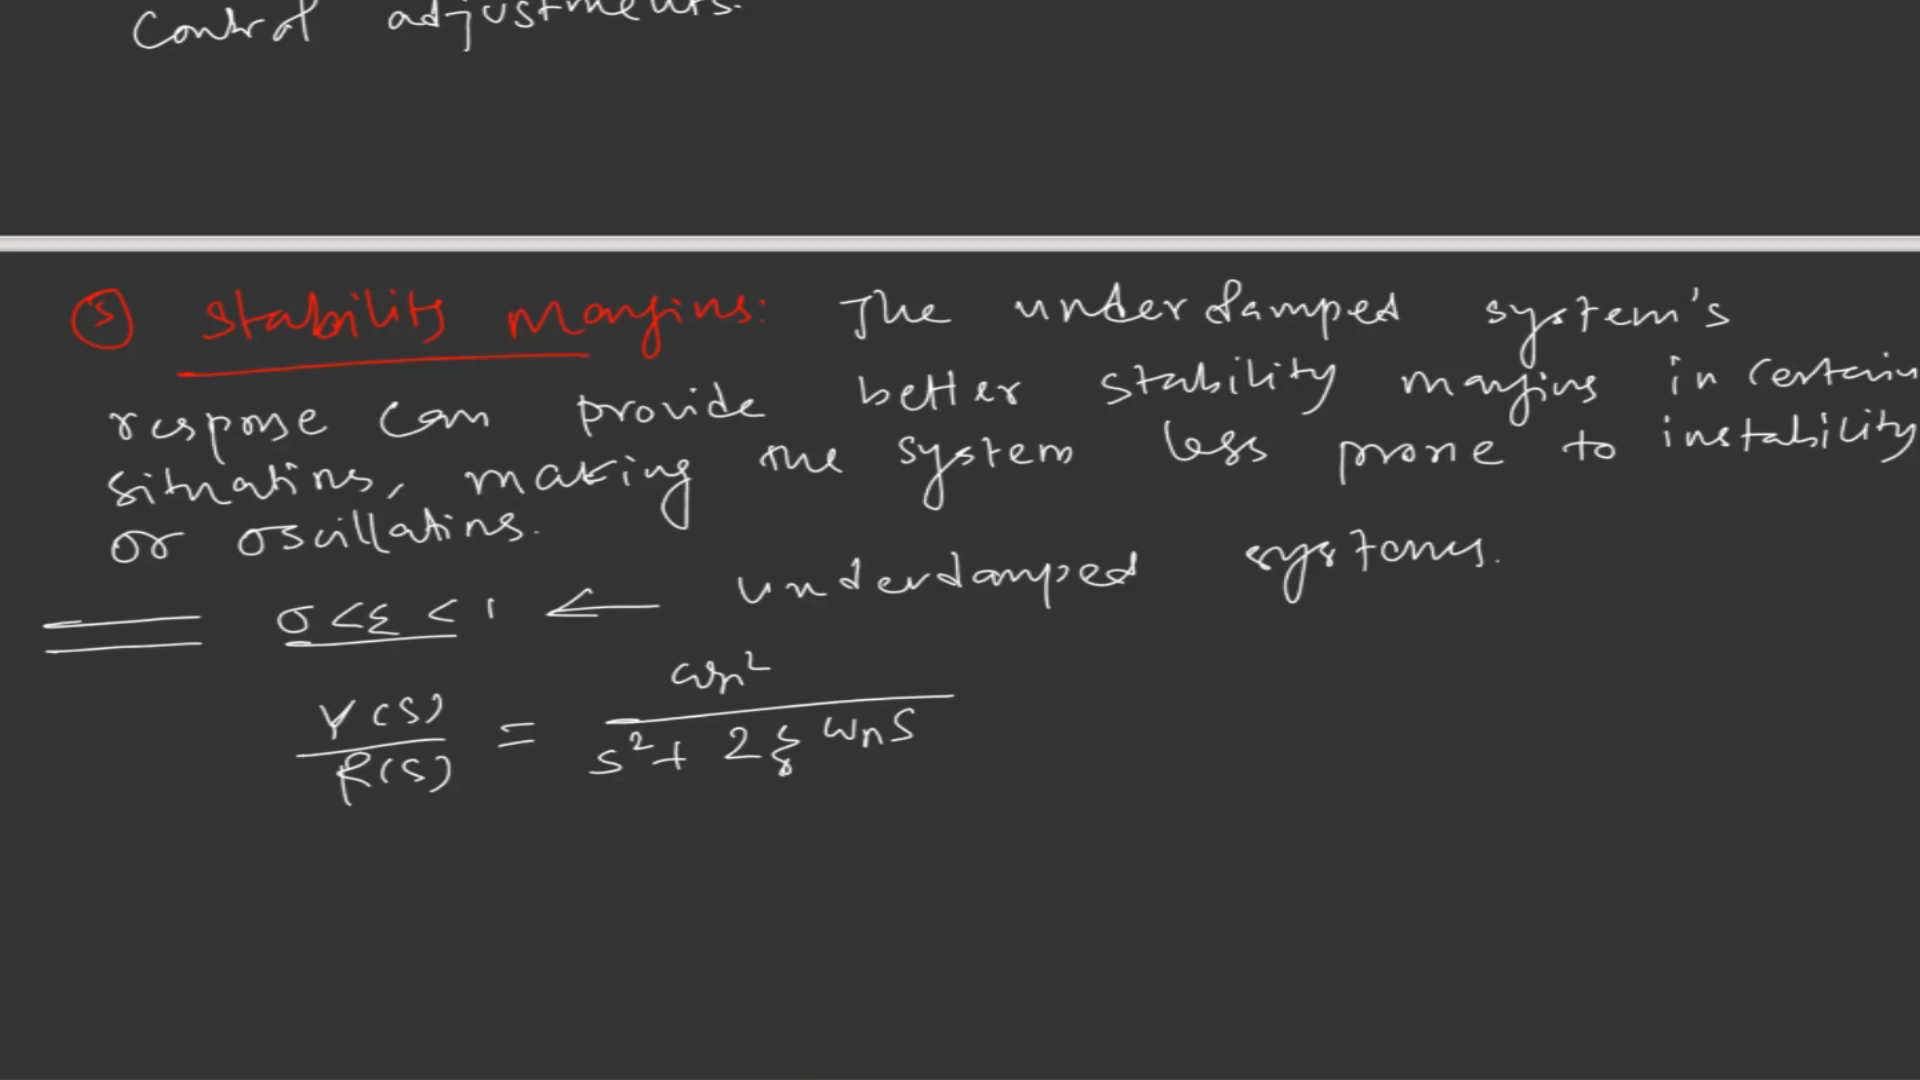 Control adjustments.
⑤ Stability Margins: The underdamped system's
response can provide better stability margins in certain
situations, making the system less prone to instability
or oscillations.
0 < ξ < 1 ← underdamped systems.
Y(S)/R(S) = ωn²/(s² + 2ξωnS